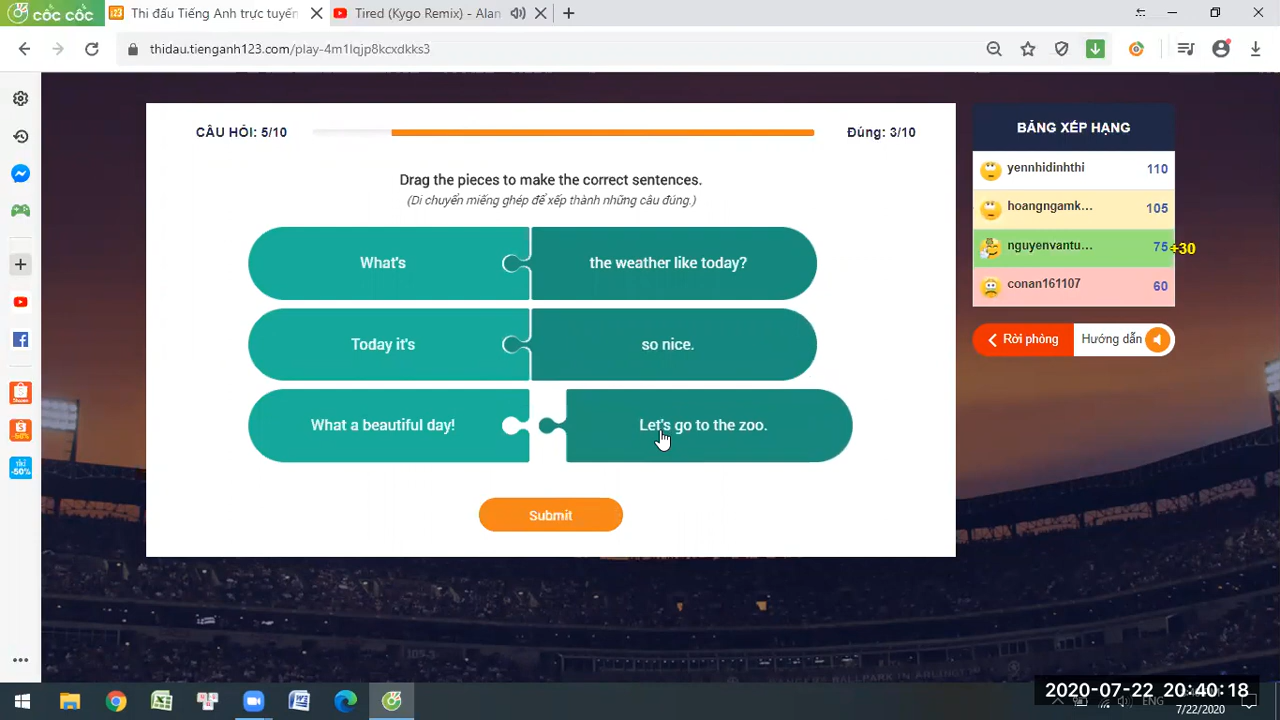 cốc cốc
Thi đấu Tiếng Anh trực tuyến
Tired (Kygo Remix) - Alan
thidau.tienganh123.com/play-4m1lqjp8kcxdkks3
CÂU HỎI: 5/10
Đúng: 3/10
Drag the pieces to make the correct sentences.
(Di chuyển miếng ghép để xếp thành những câu đúng.)
What's
the weather like today?
Today it's
so nice.
What a beautiful day!
Let's go to the zoo.
Submit
BẢNG XẾP HẠNG
yennhidinhthi 110
hoangngamk... 105
nguyenvantu... 75 +30
conan161107 60
Rời phòng
Hướng dẫn
2020-07-22 20:40:18
ENG
7/22/2020